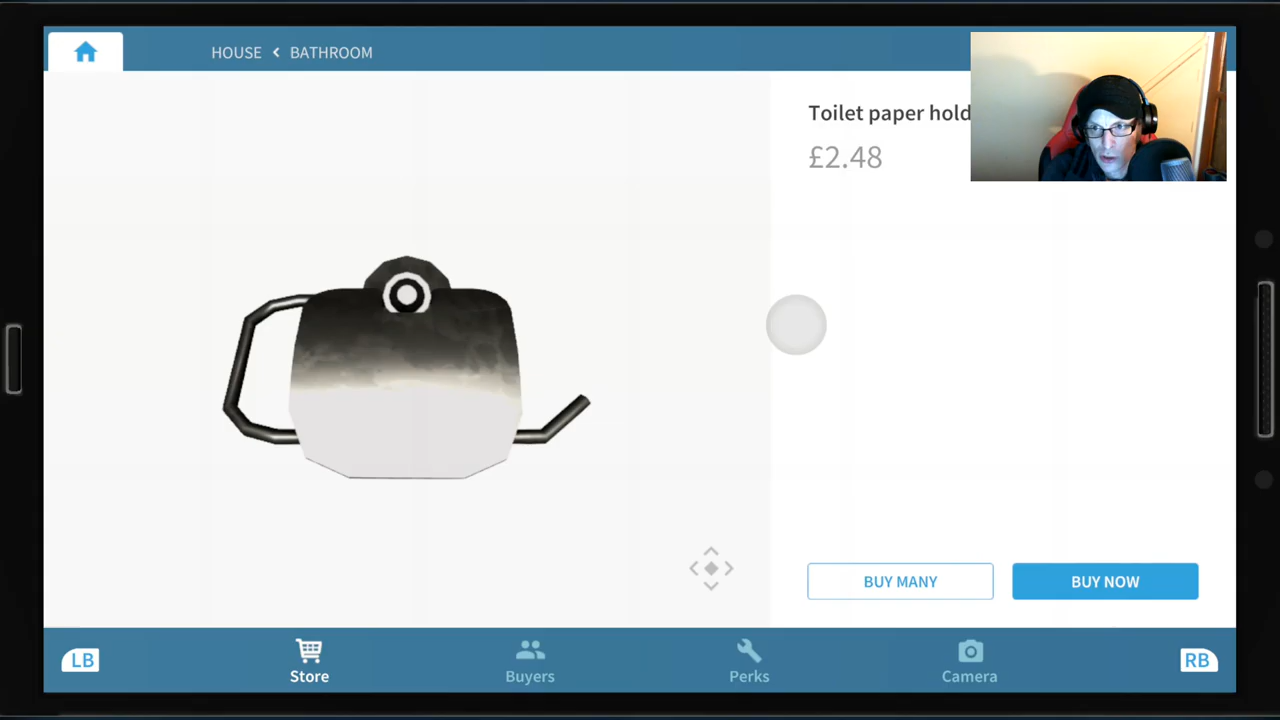 HOUSE < BATHROOM
Toilet paper hold
£2.48
BUY MANY
BUY NOW
LB
Store
Buyers
Perks
Camera
RB